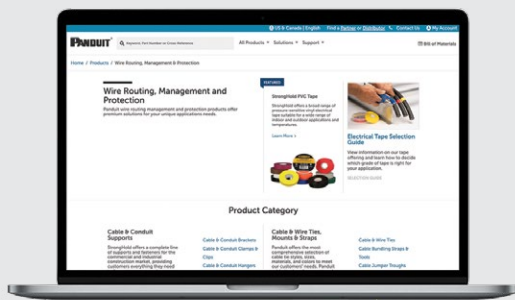 US & Canada | English Find a Partner or Distributor Contact Us My Account
PANDUIT
Keyword, Part Number or Cross Reference
All Products Solutions Support
Bill of Materials
Home / Products / Wire Routing, Management & Protection
Wire Routing, Management and
Protection
Panduit wire routing management and protection products offer
premium solutions for your unique applications needs.
FEATURED
StrongHold PVC Tape
StrongHold offers a broad range of
pressure-sensitive vinyl electrical
tape suitable for a wide range of
indoor and outdoor applications and
temperatures.
Learn More
Electrical Tape Selection
Guide
View information on our tape
offering and learn how to decide
which grade of tape is right for
your application.
SELECTION GUIDE
Product Category
Cable & Conduit
Supports
StrongHold offers a complete line
of supports and fasteners for the
commercial and industrial
construction market, providing
customers everything they need
Cable & Conduit Brackets
Cable & Conduit Clamps &
Clips
Cable & Conduit Hangers
Cable & Wire Ties,
Mounts & Straps
Panduit offers the most
comprehensive selection of
cable tie styles, sizes,
materials, and colors to meet
our customers' needs. Panduit
Cable & Wire Ties
Cable Bundling Straps &
Tools
Cable Jumper Troughs